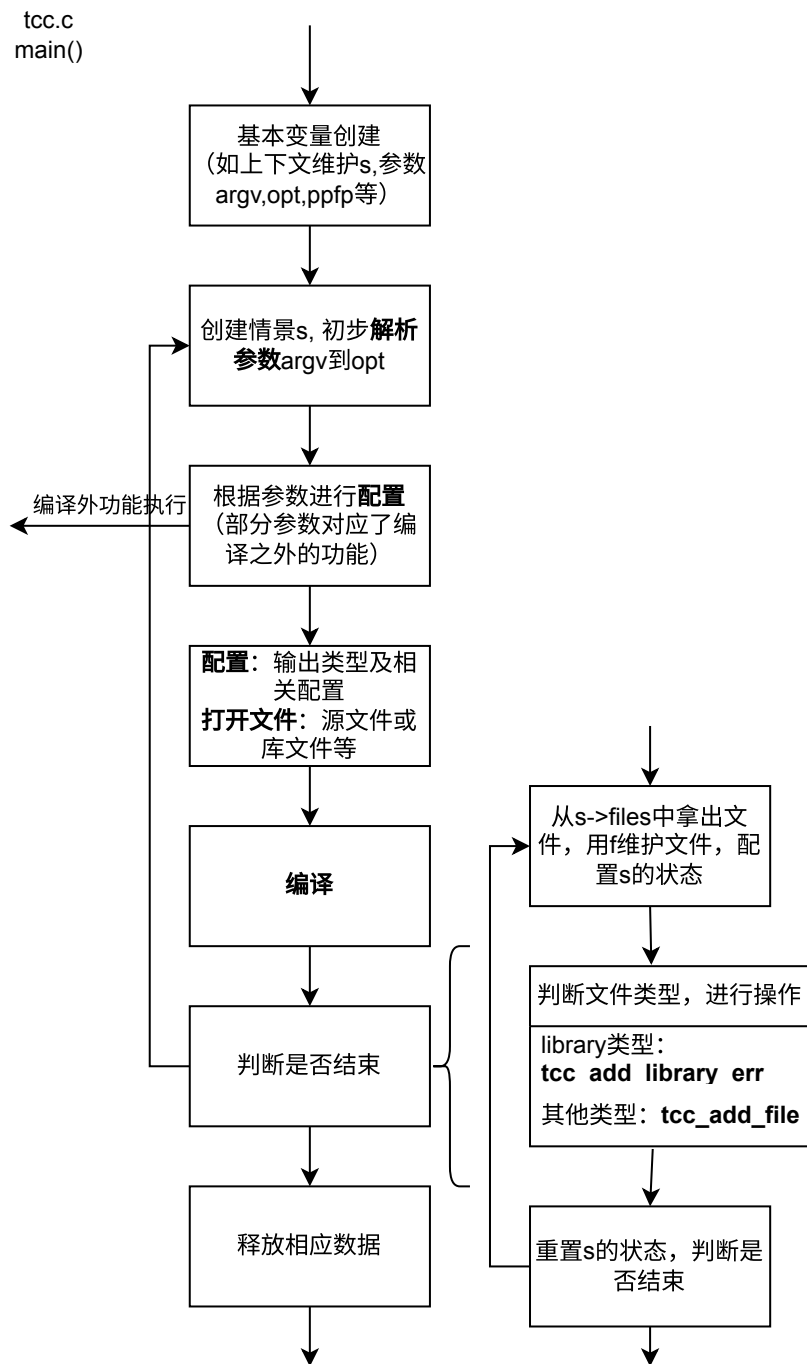 tcc.c
main()
基本变量创建
（如上下文维护s,参数
argv,opt,ppfp等）
创建情景s, 初步解析
参数argv到opt
编译外功能执行
根据参数进行配置
（部分参数对应了编
译之外的功能）
配置：输出类型及相
关配置
打开文件：源文件或
库文件等
编译
判断是否结束
释放相应数据
从s->files中拿出文
件，用f维护文件，配
置s的状态
判断文件类型，进行操作
library类型：
tcc_add_library_err
其他类型：tcc_add_file
重置s的状态，判断是
否结束